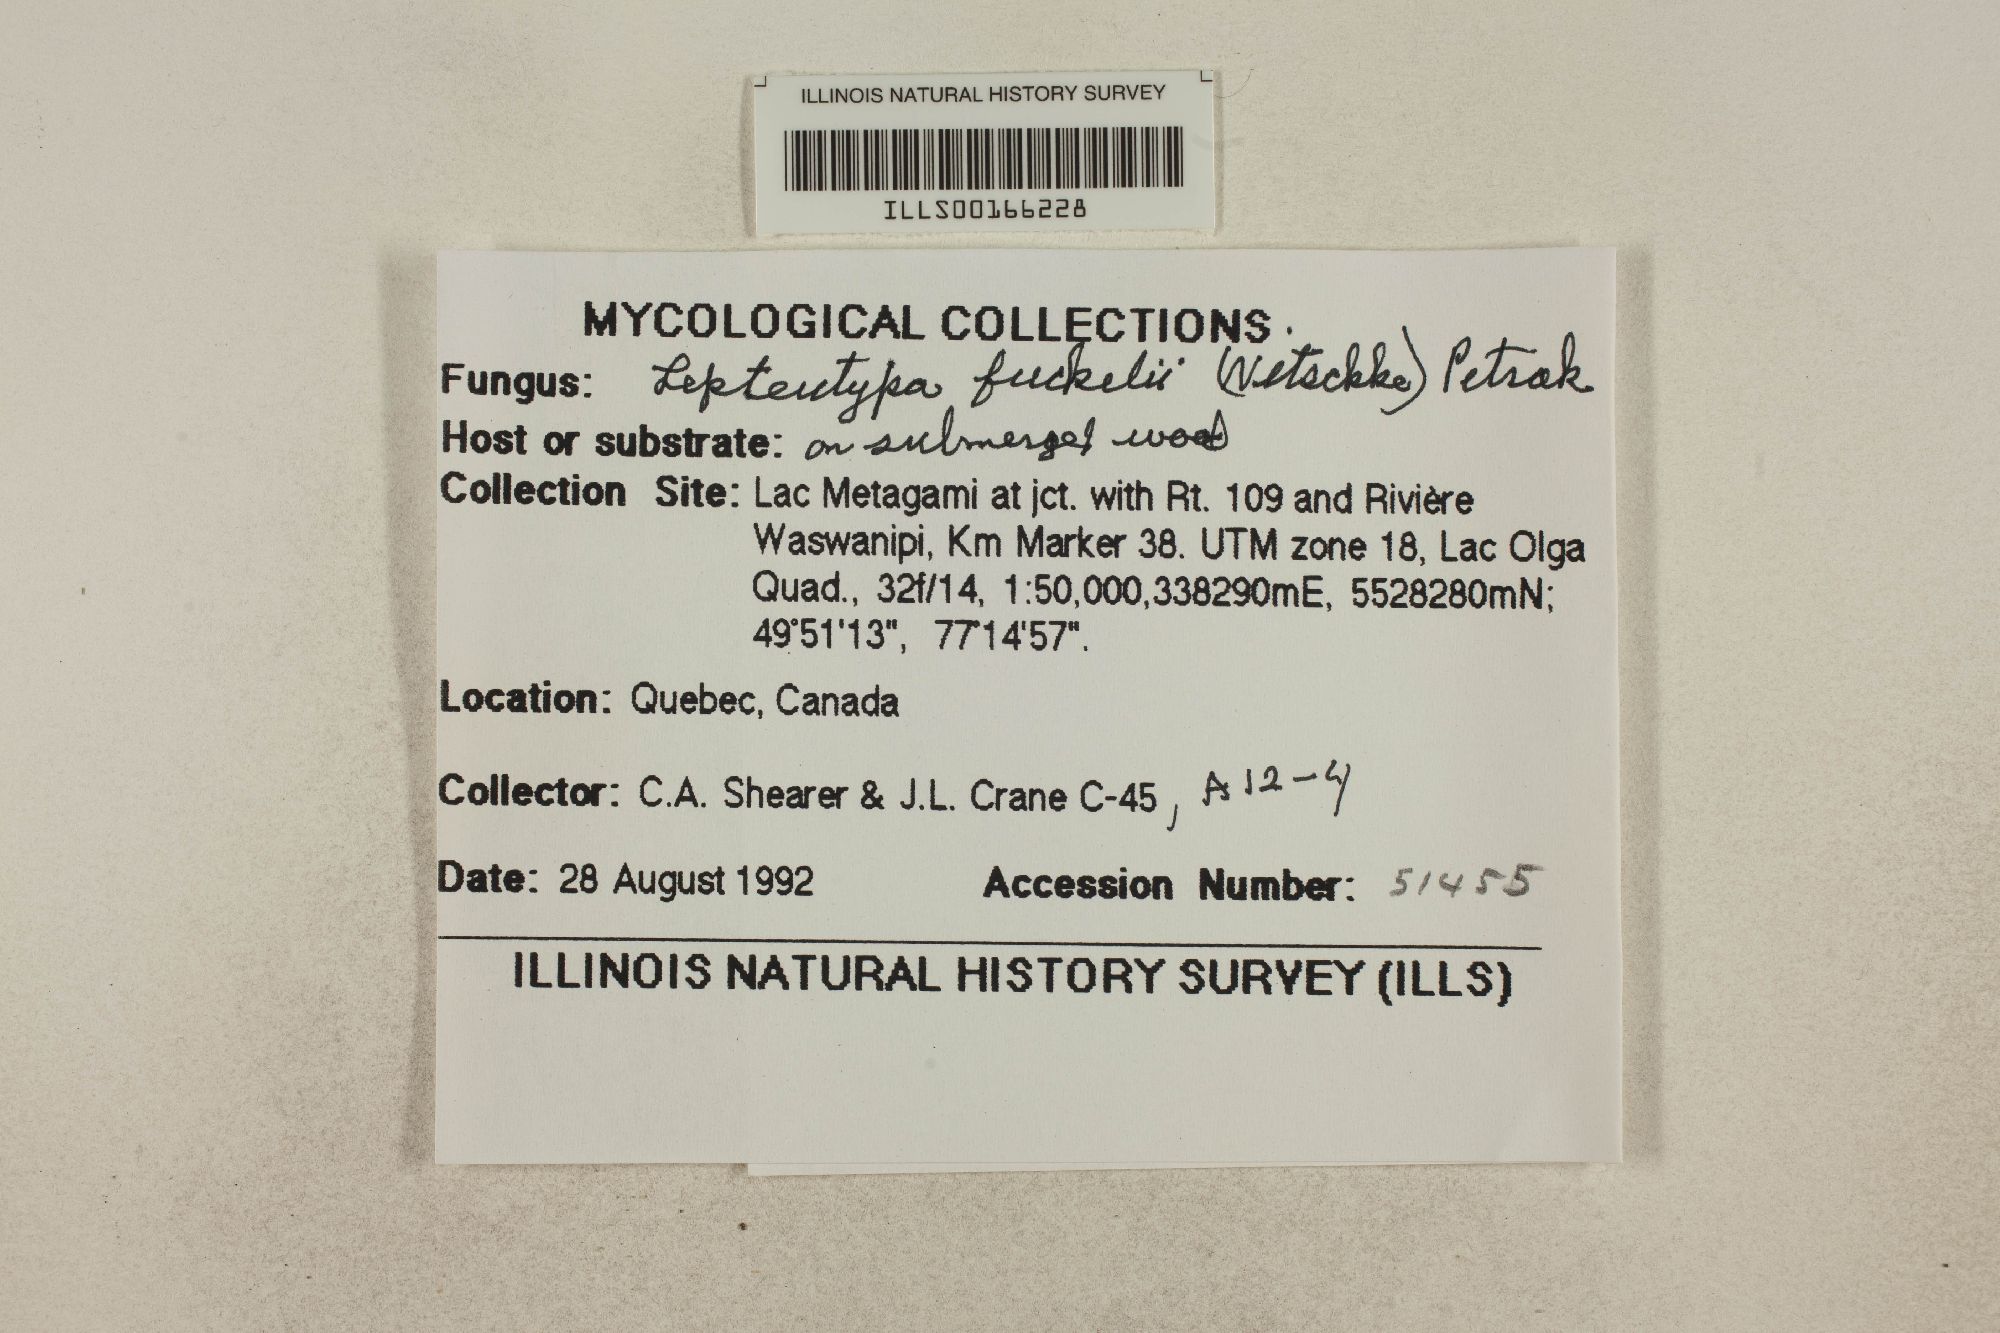 ILLINOIS NATURAL HISTORY SURVEY
ILLS00166228
MYCOLOGICAL COLLECTIONS
Fungus: Lepteutypa fuckelii (Nitschke) Petrak
Host or substrate: on submerged wood
Collection Site: Lac Metagami at jct. with Rt. 109 and Rivière
Waswanipi, Km Marker 38. UTM zone 18, Lac Olga
Quad., 32f/14, 1:50,000,338290mE, 5528280mN;
49°51'13", 77°14'57".
Location: Quebec, Canada
Collector: C.A. Shearer & J.L. Crane C-45, A12-4
Date: 28 August 1992 Accession Number: 51455
ILLINOIS NATURAL HISTORY SURVEY (ILLS)